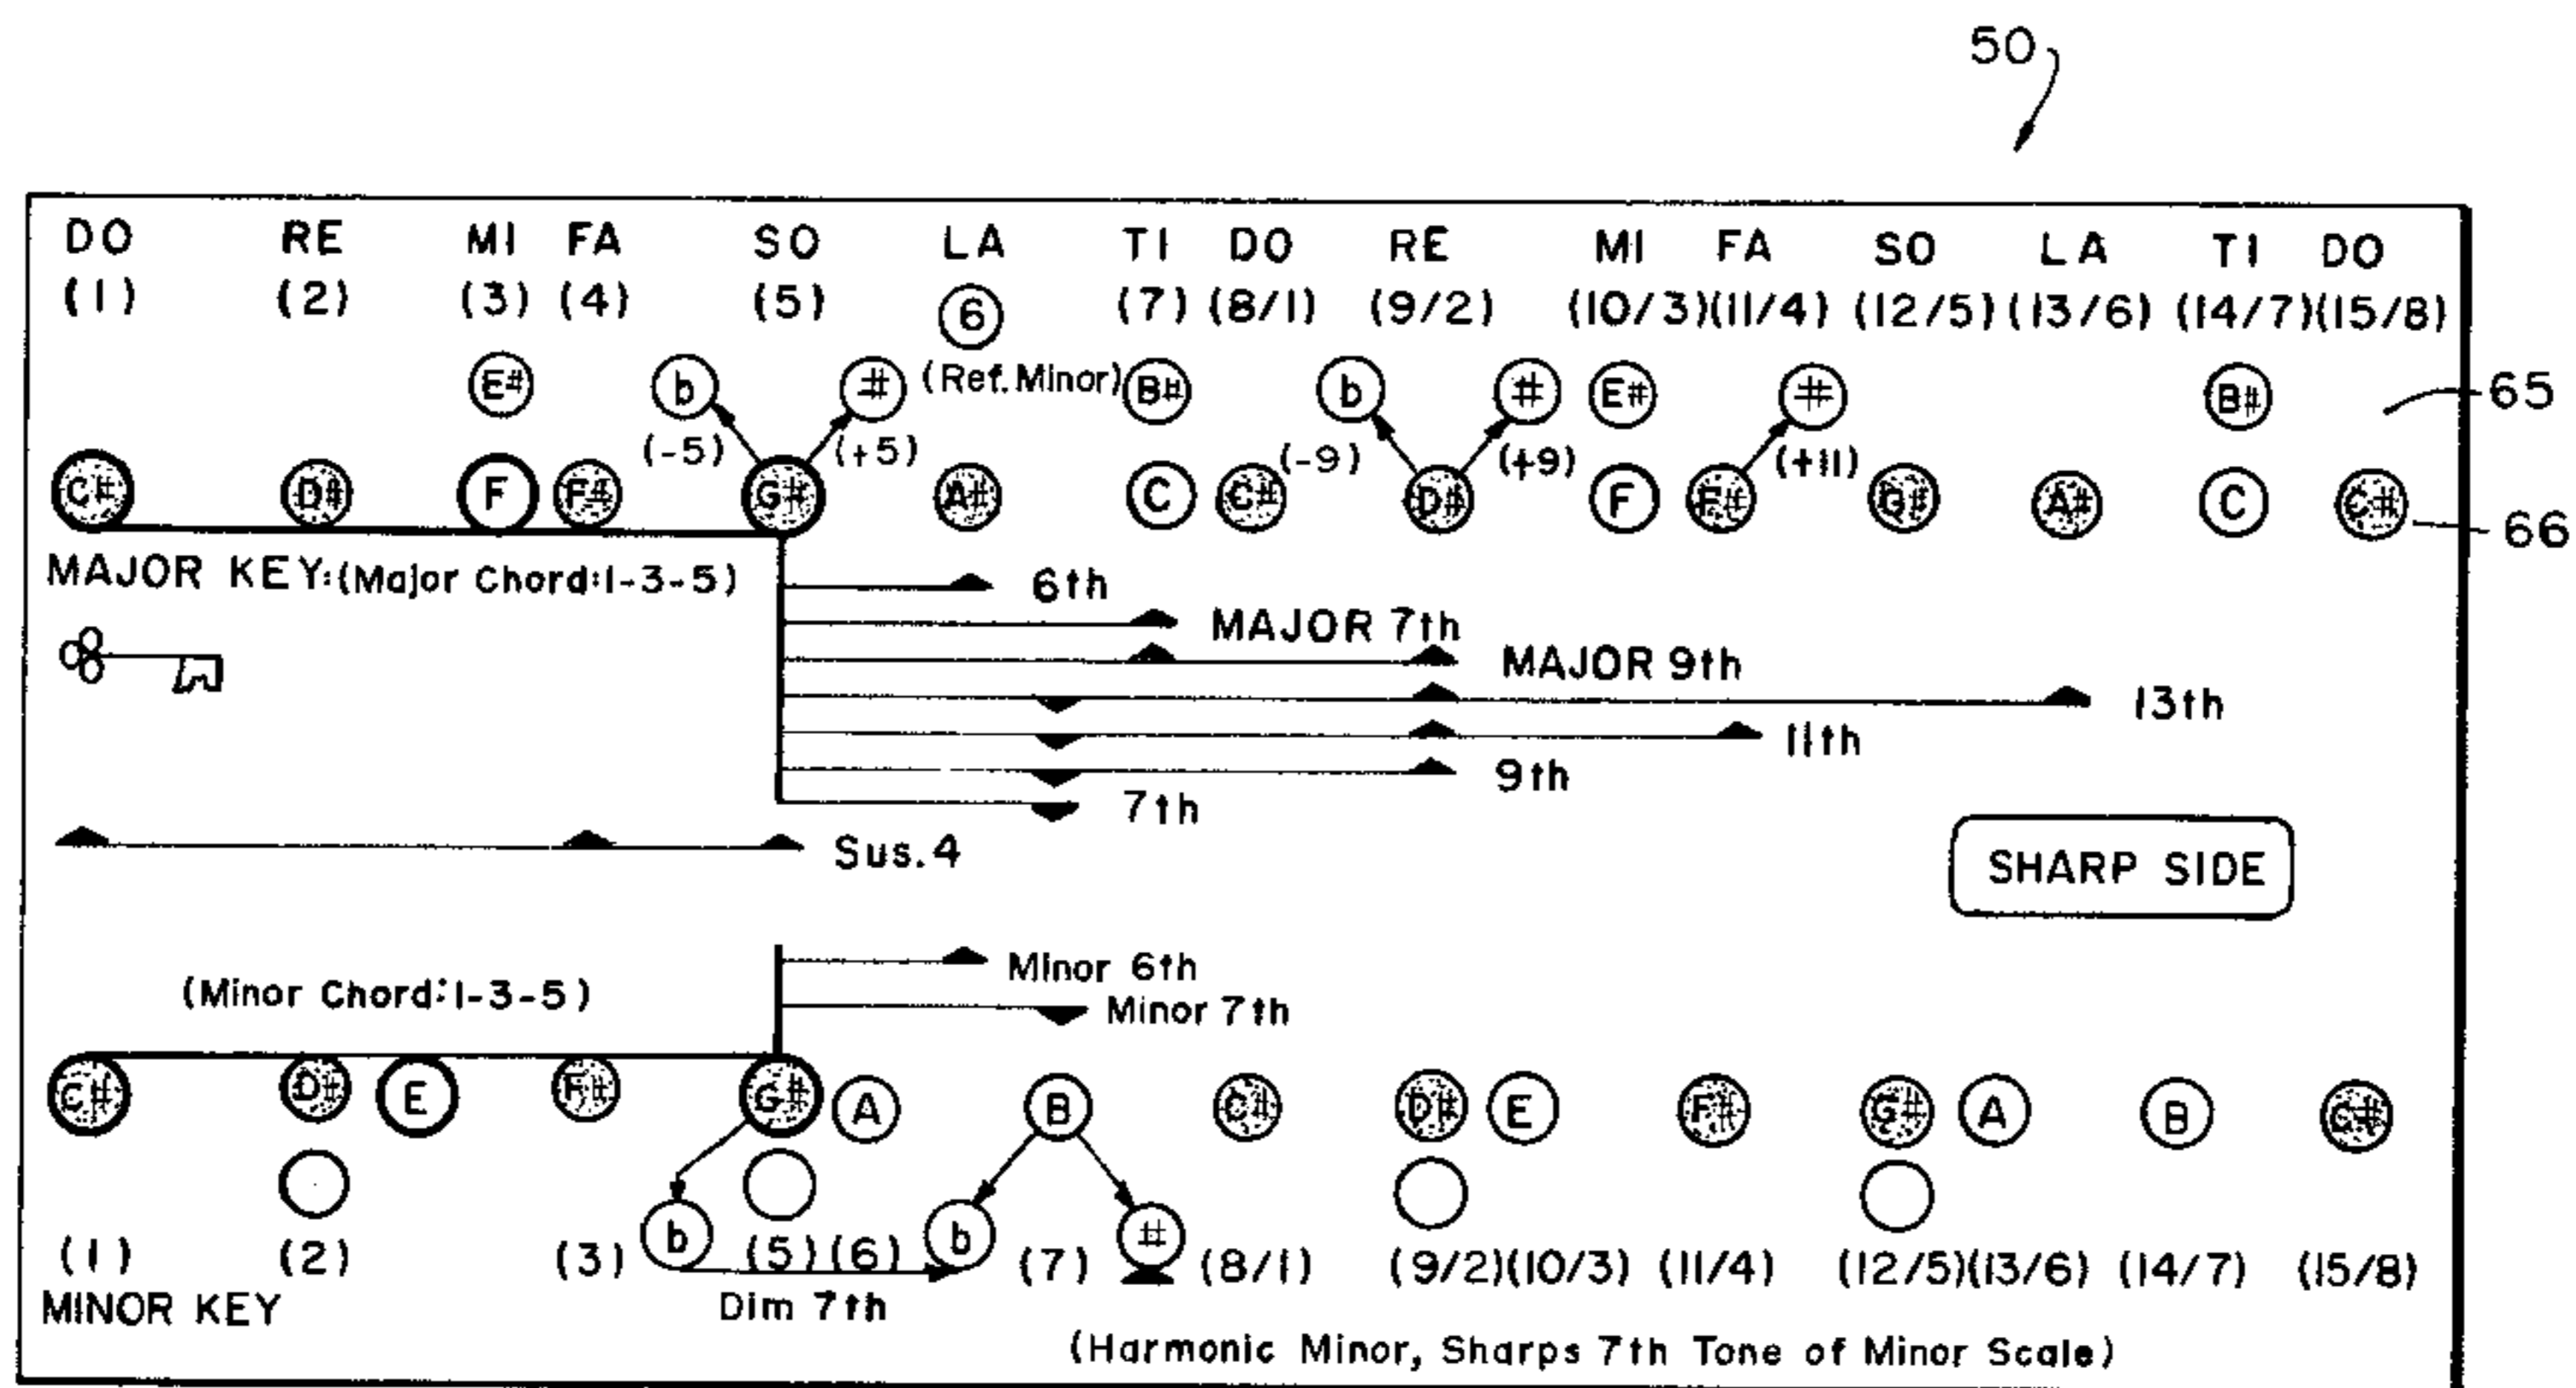 50
DO RE MI FA SO LA TI DO RE MI FA SO LA TI DO
(1) (2) (3) (4) (5) 6 (7) (8/1) (9/2) (10/3) (11/4) (12/5) (13/6) (14/7) (15/8)
E# b # (Ref. Minor) B# b # E# # B# 65
(-5) (+5) (-9) (+9) (+11)
C# D# F F# G# A# C C# D# F F# G# A# C C# 66
MAJOR KEY:(Major Chord:1-3-5) 6th
MAJOR 7th
MAJOR 9th
13th
11th
9th
7th
Sus.4
SHARP SIDE
Minor 6th
(Minor Chord:1-3-5) Minor 7th
C# D# E F# G# A B C# D# E F# G# A B C#
b b #
(1) (2) (3) (5) (6) (7) (8/1) (9/2) (10/3) (11/4) (12/5) (13/6) (14/7) (15/8)
MINOR KEY Dim 7th
(Harmonic Minor, Sharps 7th Tone of Minor Scale)